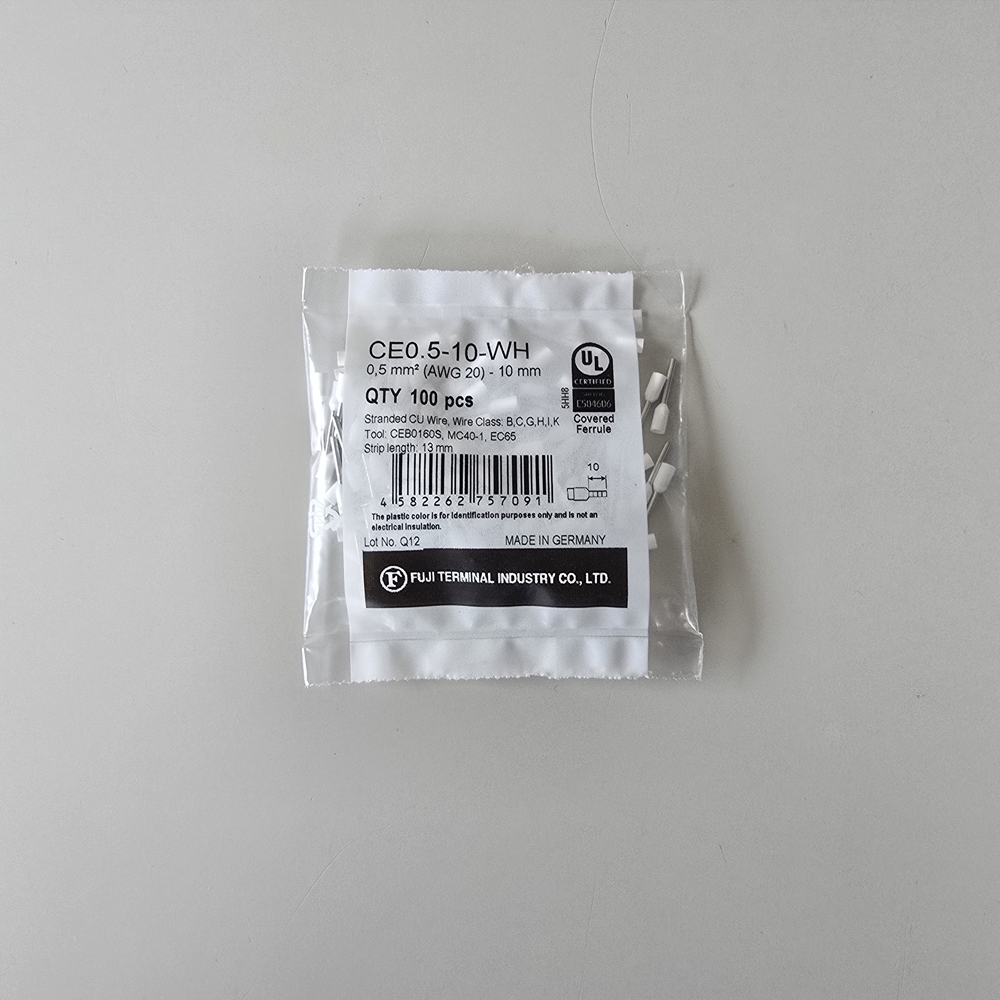 CE0.5-10-WH
0,5 mm² (AWG 20) - 10 mm
QTY 100 pcs
UL
CERTIFIED
E504606
5HH8
Covered
Ferrule
Stranded CU Wire, Wire Class: B,C,G,H,I,K
Tool: CEB0160S, MC40-1, EC65
Strip length: 13 mm
10
4 582262 757091
The plastic color is for identification purposes only and is not an
electrical insulation.
Lot No. Q12
MADE IN GERMANY
F FUJI TERMINAL INDUSTRY CO., LTD.